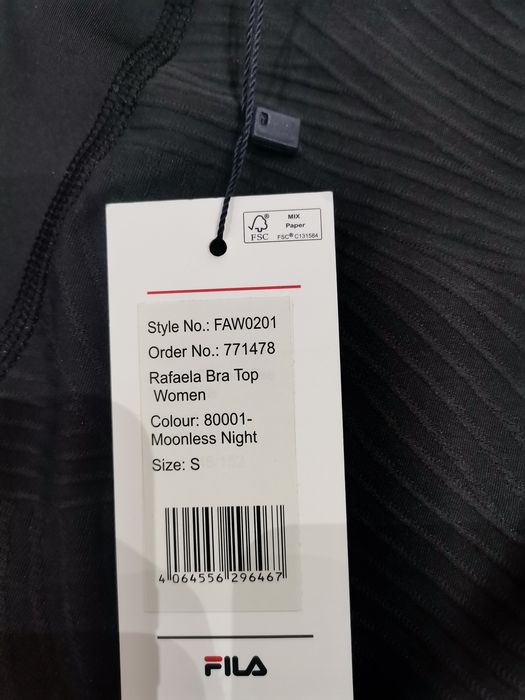 FSC
MIX
Paper
FSC® C131584
Style No.: FAW0201
Order No.: 771478
Rafaela Bra Top
Women
Colour: 80001-
Moonless Night
Size: S
4 064556 296467
FILA